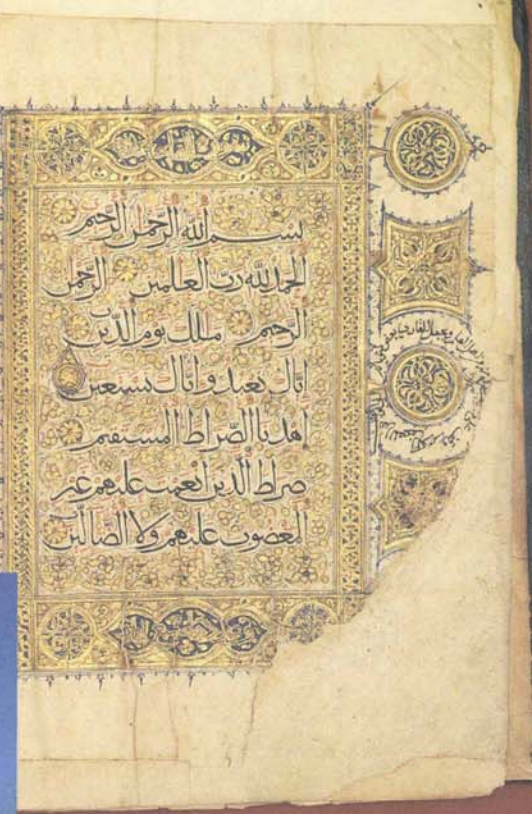 بسم الله الرحمن الرحيم
الحمد لله رب العالمين الرحمن
الرحيم ملك يوم الدين
اياك نعبد واياك نستعين
اهدنا الصراط المستقيم
صراط الذين انعمت عليهم غير
المغضوب عليهم ولا الضالين